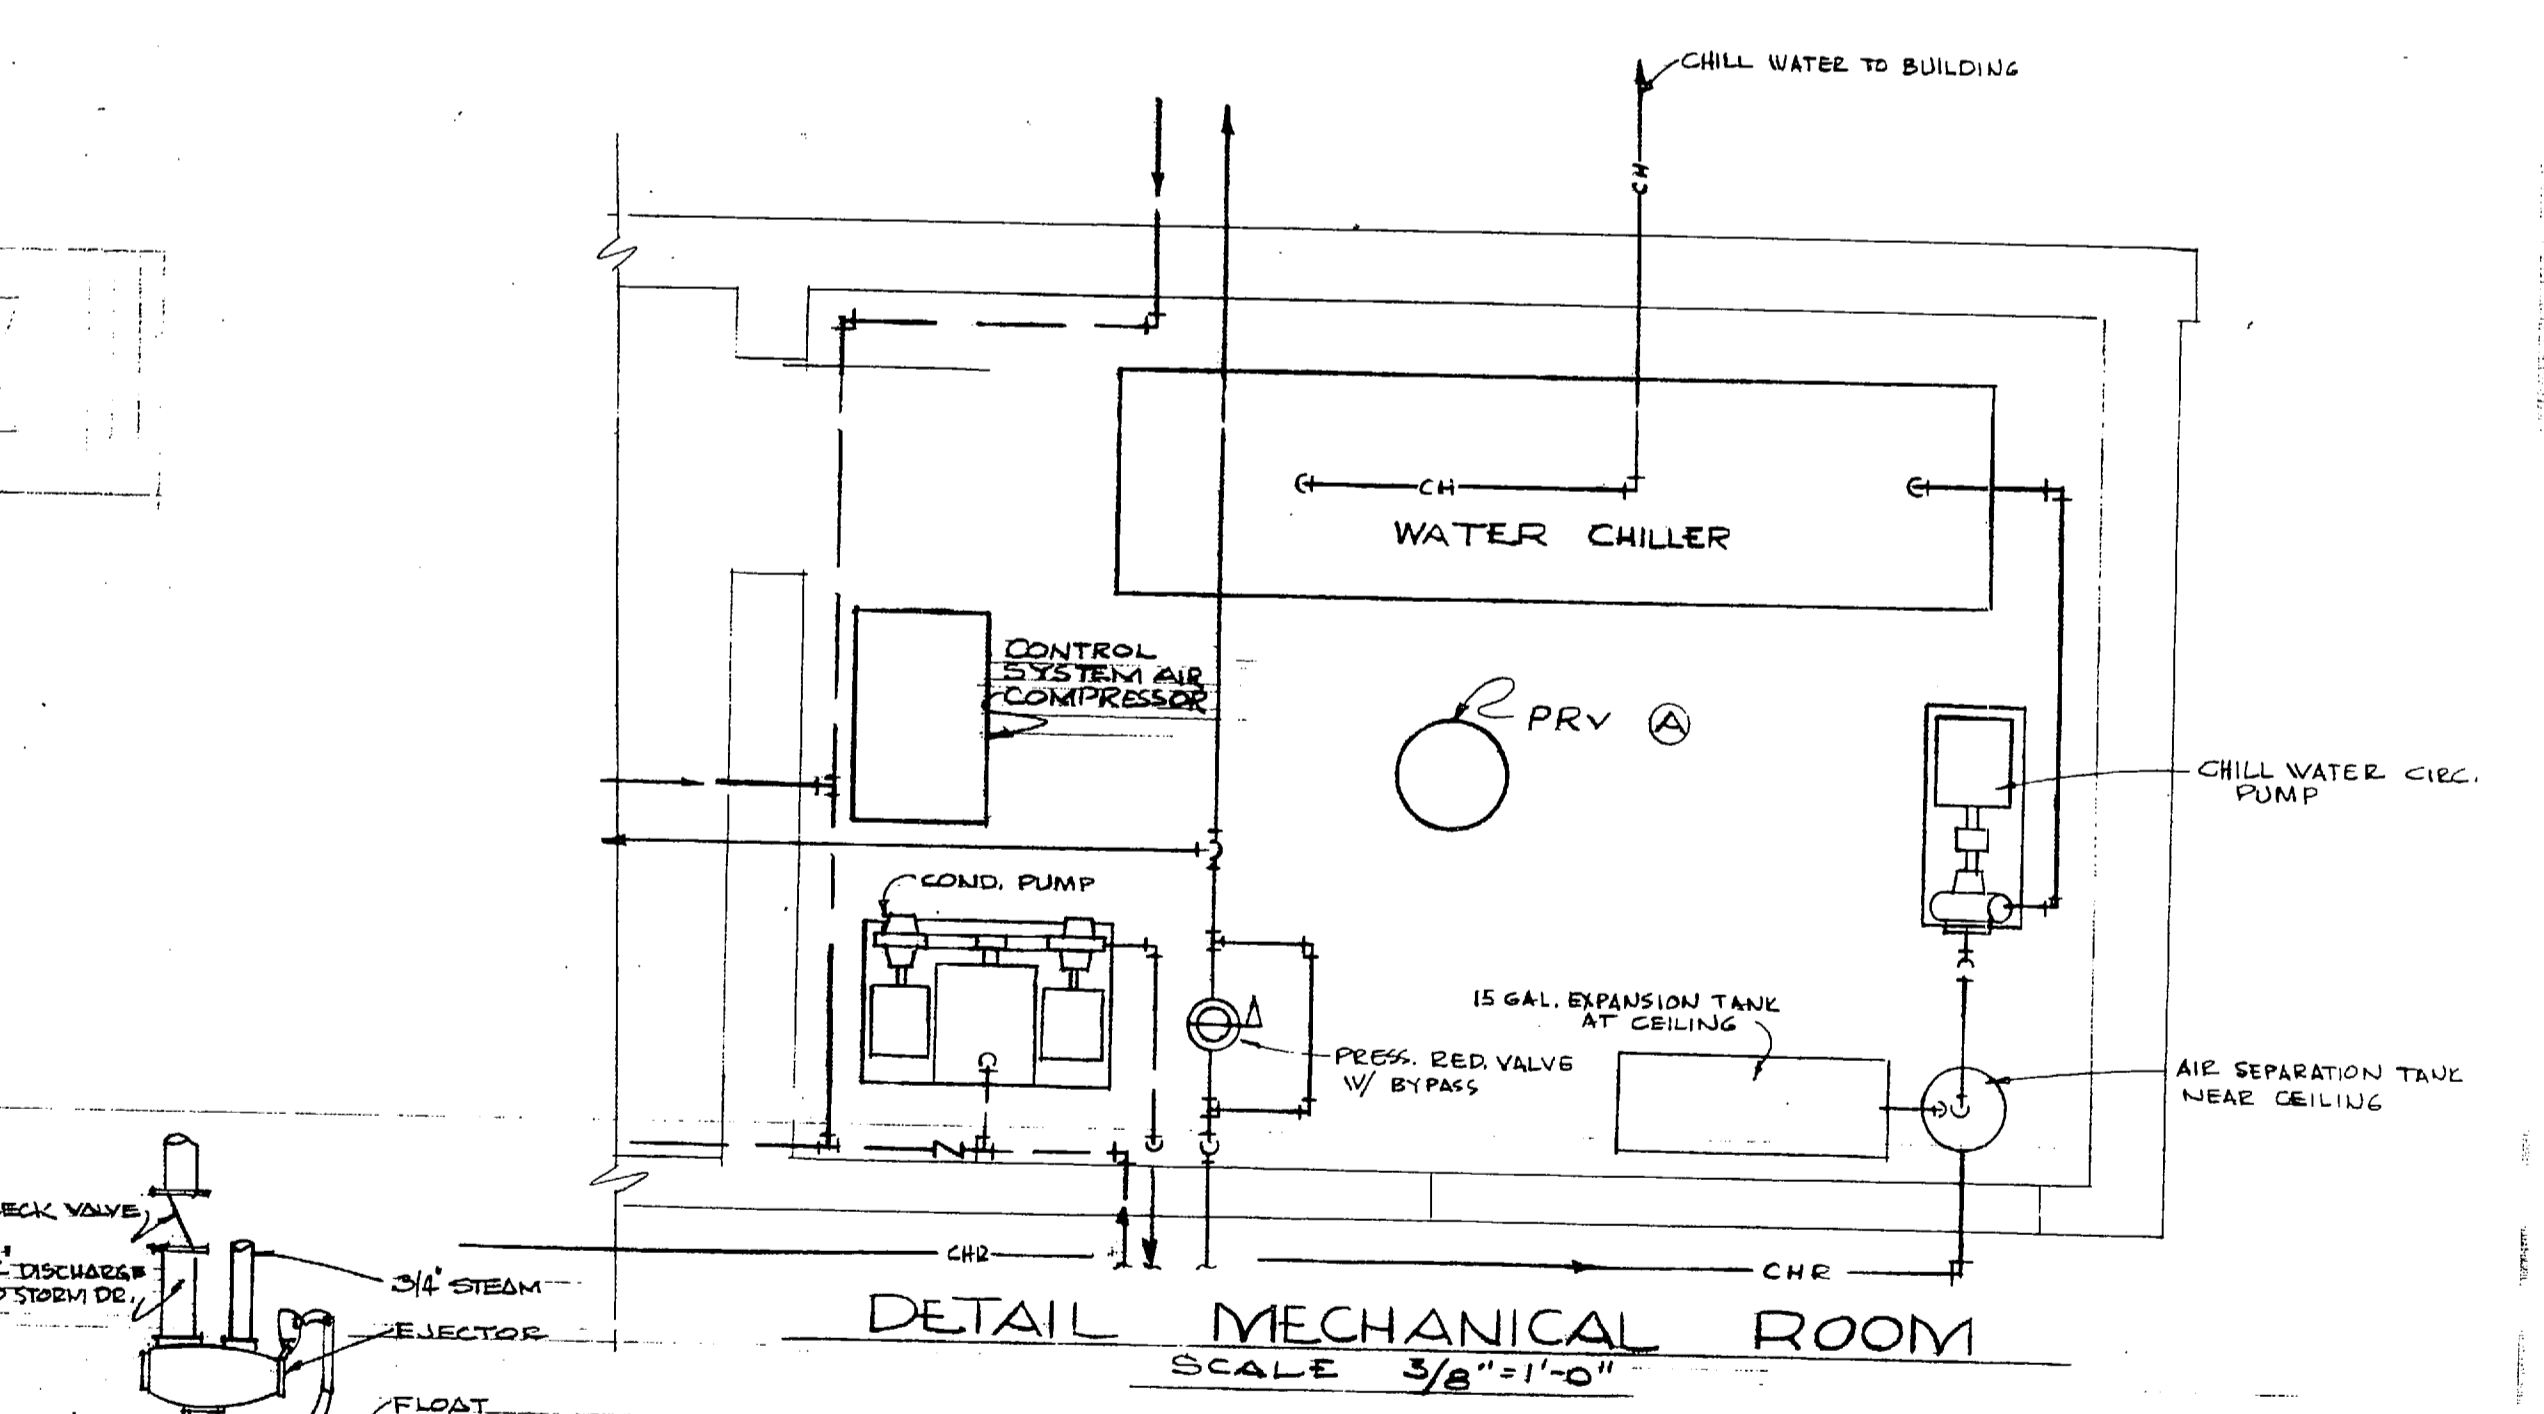 CHILL WATER TO BUILDING
CH
CH
WATER CHILLER
CONTROL
SYSTEM AIR
COMPRESSOR
PRV A
CHILL WATER CIRC.
PUMP
COND. PUMP
15 GAL. EXPANSION TANK
AT CEILING
PRESS. RED. VALVE
W/ BYPASS
AIR SEPARATION TANK
NEAR CEILING
ECK VALVE
DISCHARGE
STORM DR.
3/4" STEAM
EJECTOR
FLOAT
CHR
CHR
DETAIL MECHANICAL ROOM
SCALE 3/8"=1'-0"